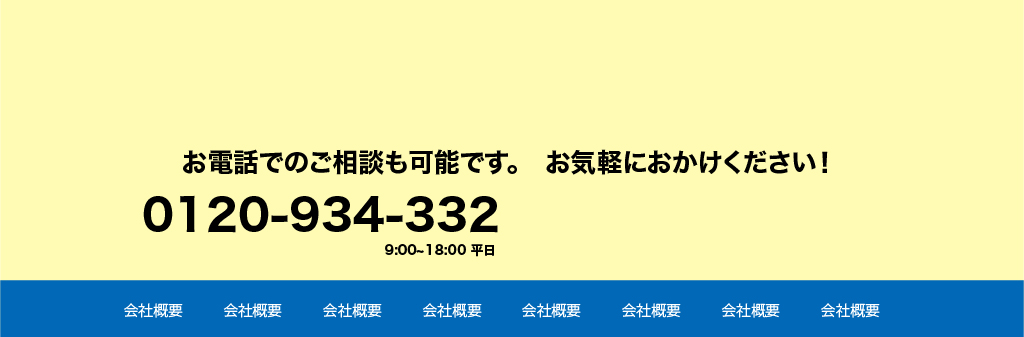 お電話でのご相談も可能です。 お気軽におかけください！
0120-934-332
9:00~18:00 平日
会社概要 会社概要 会社概要 会社概要 会社概要 会社概要 会社概要 会社概要